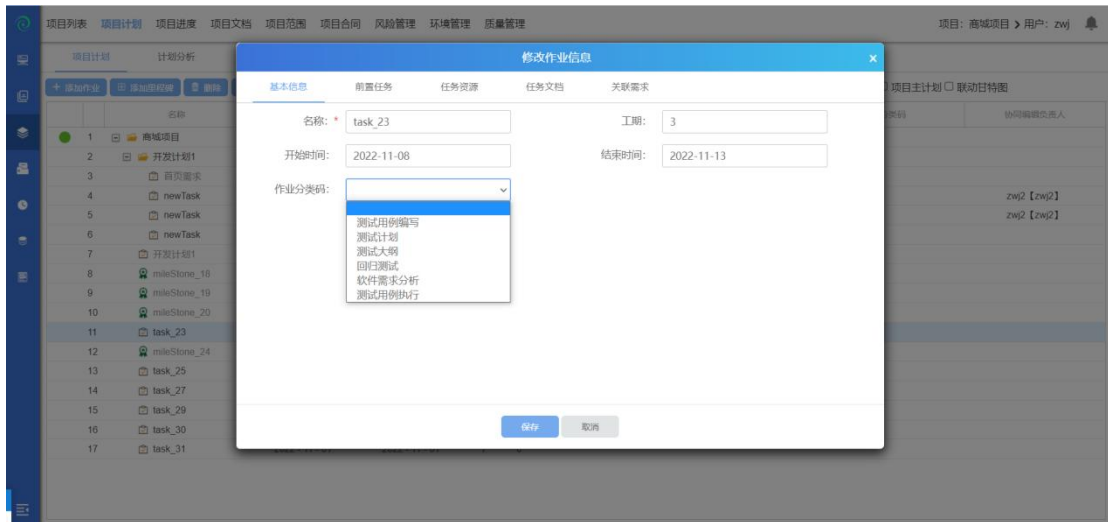 项目列表 项目计划 项目进度 项目文档 项目范围 项目合同 风险管理 环境管理 质量管理 项目：商城项目 用户：zwj
项目计划 计划分析
修改作业信息 ×
+ 添加作业 添加里程碑 删除 项目主计划 联动甘特图
基本信息 前置任务 任务资源 任务文档 关联需求
名称 协同编辑负责人
名称: * task_23 工期: 3
开始时间: 2022-11-08 结束时间: 2022-11-13
作业分类码:
测试用例编写
测试计划
测试大纲
回归测试
软件需求分析
测试用例执行
1 商城项目
2 开发计划1
3 首页需求
4 newTask zwj2【zwj2】
5 newTask zwj2【zwj2】
6 newTask
7 开发计划1
8 mileStone_18
9 mileStone_19
10 mileStone_20
11 task_23
12 mileStone_24
13 task_25
14 task_27
15 task_29
16 task_30
17 task_31
保存 取消